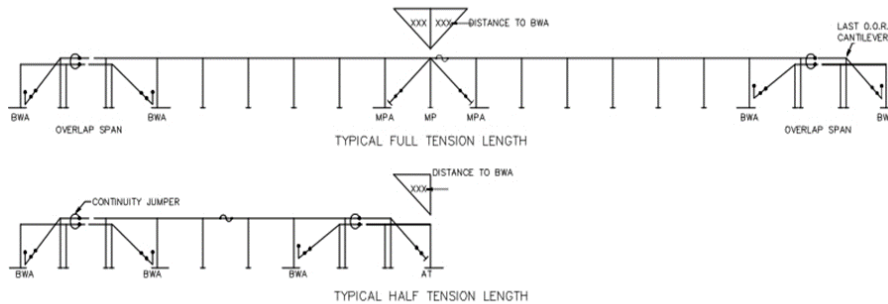 XXX XXX DISTANCE TO BWA
LAST O.O.R.
CANTILEVER
BWA BWA MPA MP MPA BWA
OVERLAP SPAN OVERLAP SPAN
TYPICAL FULL TENSION LENGTH
DISTANCE TO BWA
XXX
CONTINUITY JUMPER
BWA BWA BWA AT
TYPICAL HALF TENSION LENGTH